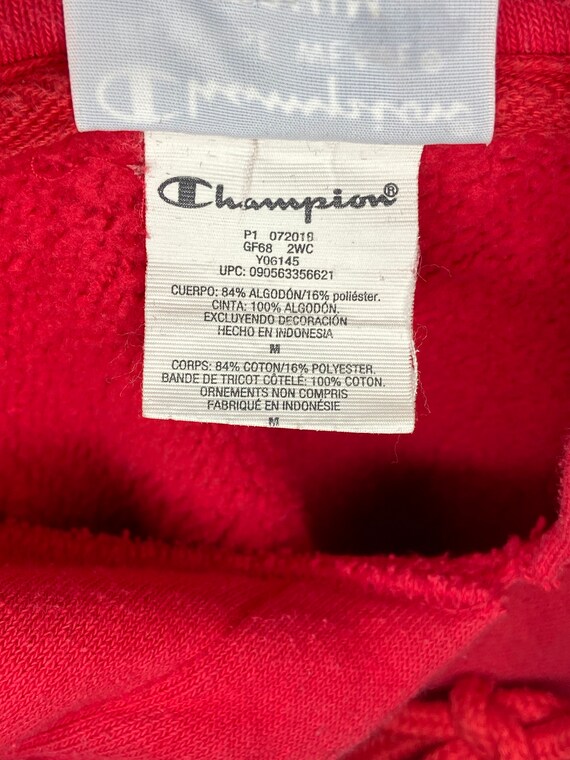 Champion®
P1 072018
GF68 2WC
Y06145
UPC: 090563356621
CUERPO: 84% ALGODÓN/16% poliéster.
CINTA: 100% ALGODÓN.
EXCLUYENDO DECORACIÓN
HECHO EN INDONESIA
M
CORPS: 84% COTON/16% POLYESTER.
BANDE DE TRICOT CÔTELÉ: 100% COTON.
ORNEMENTS NON COMPRIS
FABRIQUÉ EN INDONÉSIE
M